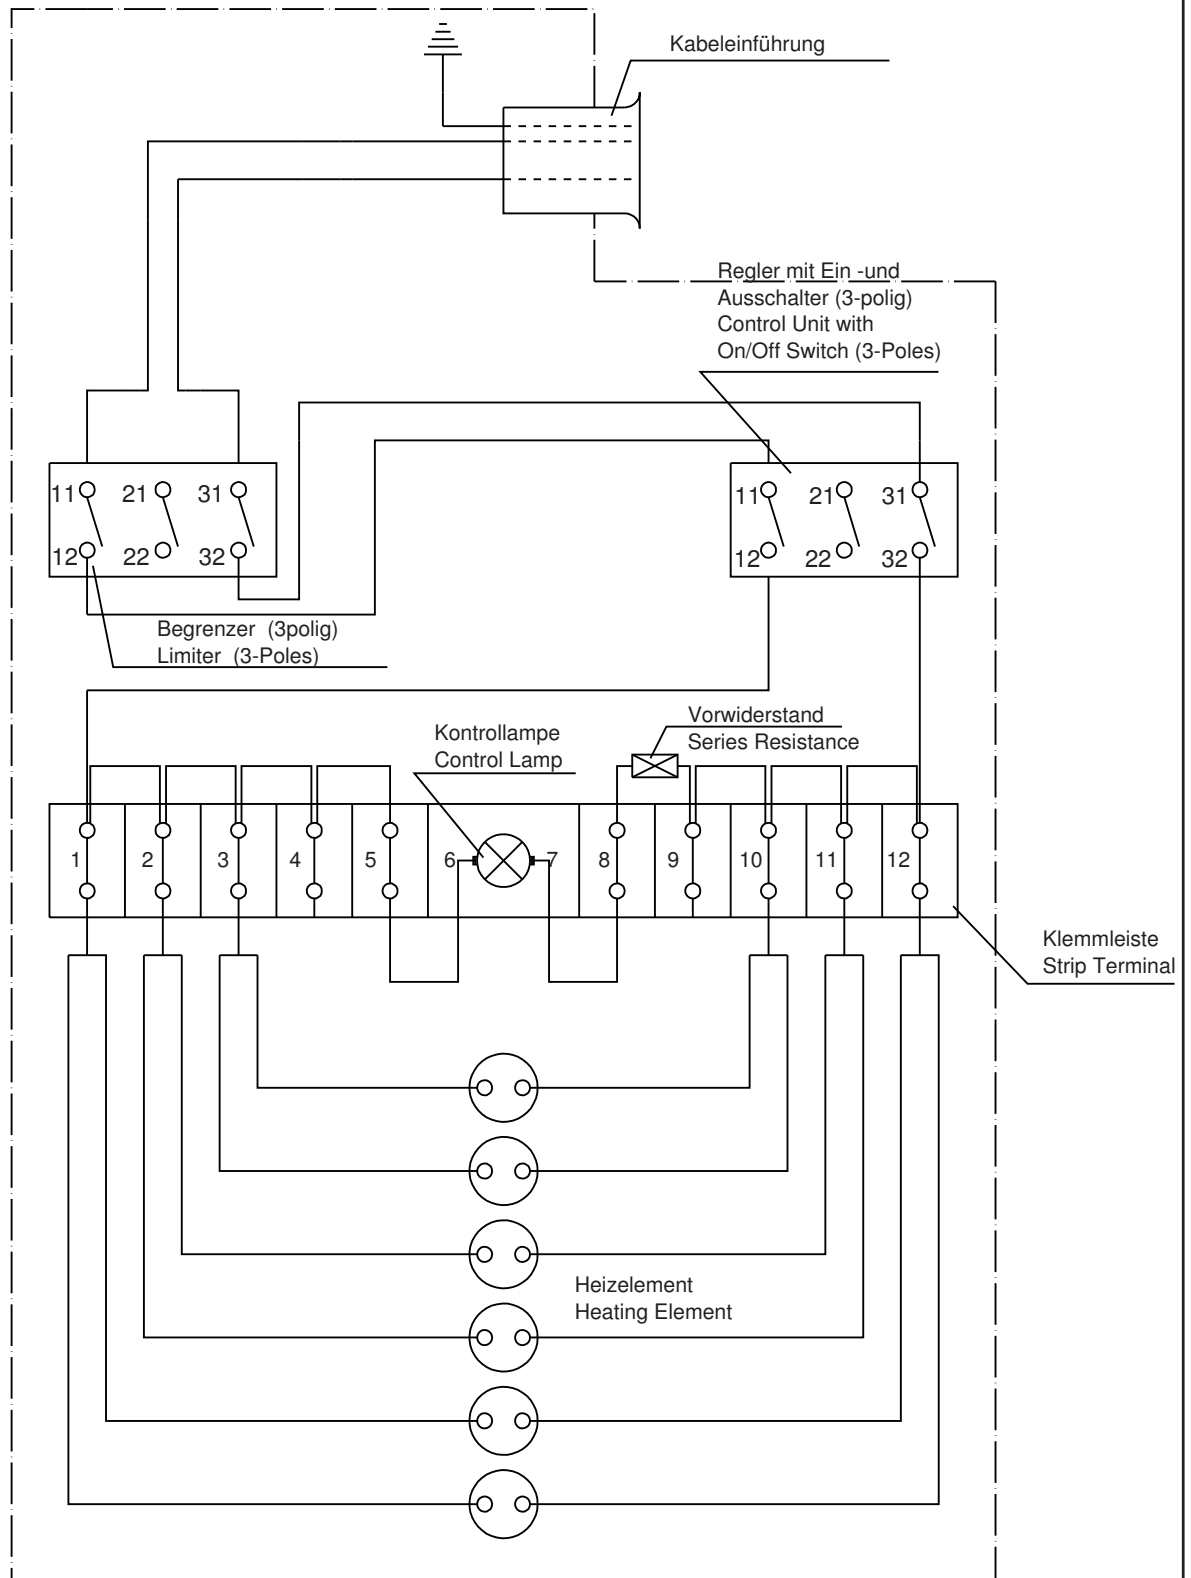 Kabeleinführung
Regler mit Ein -und
Ausschalter (3-polig)
Control Unit with
On/Off Switch (3-Poles)
11 21 31
12 22 32
11 21 31
12 22 32
Begrenzer (3polig)
Limiter (3-Poles)
Kontrollampe
Control Lamp
Vorwiderstand
Series Resistance
1 2 3 4 5 6 7 8 9 10 11 12
Klemmleiste
Strip Terminal
Heizelement
Heating Element